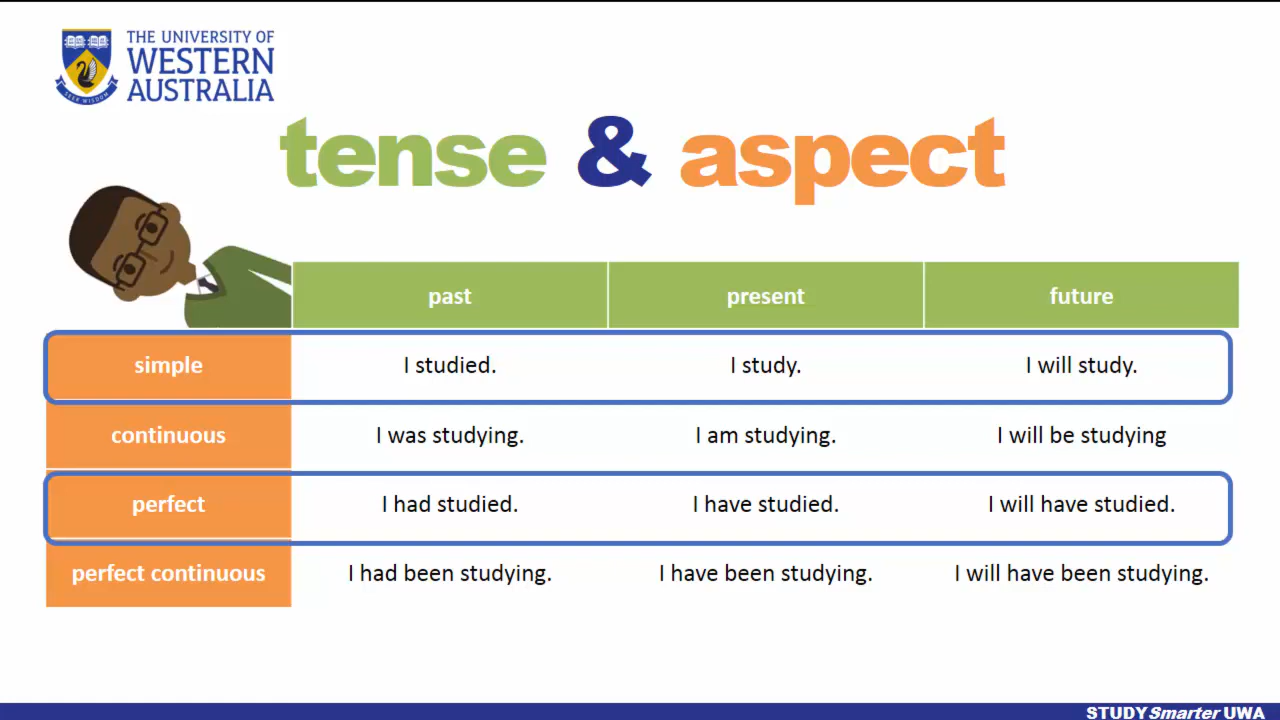 THE UNIVERSITY OF
WESTERN
AUSTRALIA
SEEK WISDOM
tense & aspect
past present future
simple I studied. I study. I will study.
continuous I was studying. I am studying. I will be studying
perfect I had studied. I have studied. I will have studied.
perfect continuous I had been studying. I have been studying. I will have been studying.
STUDY Smarter UWA